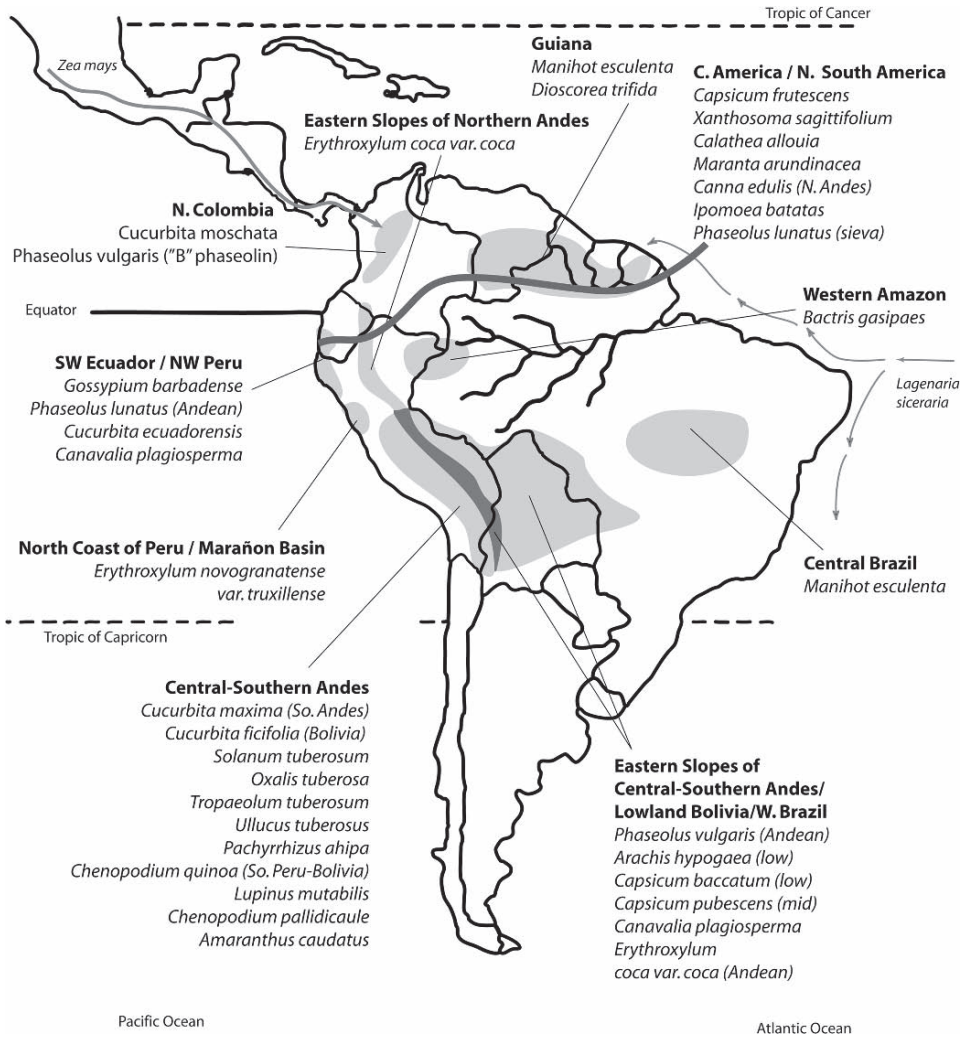 Tropic of Cancer
Zea mays
Guiana
Manihot esculenta
Dioscorea trifida
C. America / N. South America
Capsicum frutescens
Xanthosoma sagittifolium
Calathea allouia
Maranta arundinacea
Canna edulis (N. Andes)
Ipomoea batatas
Phaseolus lunatus (sieva)
Eastern Slopes of Northern Andes
Erythroxylum coca var. coca
N. Colombia
Cucurbita moschata
Phaseolus vulgaris ("B" phaseolin)
Equator
Western Amazon
Bactris gasipaes
SW Ecuador / NW Peru
Gossypium barbadense
Phaseolus lunatus (Andean)
Cucurbita ecuadorensis
Canavalia plagiosperma
Lagenaria
siceraria
North Coast of Peru / Marañon Basin
Erythroxylum novogranatense
var. truxillense
Central Brazil
Manihot esculenta
Tropic of Capricorn
Central-Southern Andes
Cucurbita maxima (So. Andes)
Cucurbita ficifolia (Bolivia)
Solanum tuberosum
Oxalis tuberosa
Tropaeolum tuberosum
Ullucus tuberosus
Pachyrrhizus ahipa
Chenopodium quinoa (So. Peru-Bolivia)
Lupinus mutabilis
Chenopodium pallidicaule
Amaranthus caudatus
Eastern Slopes of
Central-Southern Andes/
Lowland Bolivia/W. Brazil
Phaseolus vulgaris (Andean)
Arachis hypogaea (low)
Capsicum baccatum (low)
Capsicum pubescens (mid)
Canavalia plagiosperma
Erythroxylum
coca var. coca (Andean)
Pacific Ocean
Atlantic Ocean